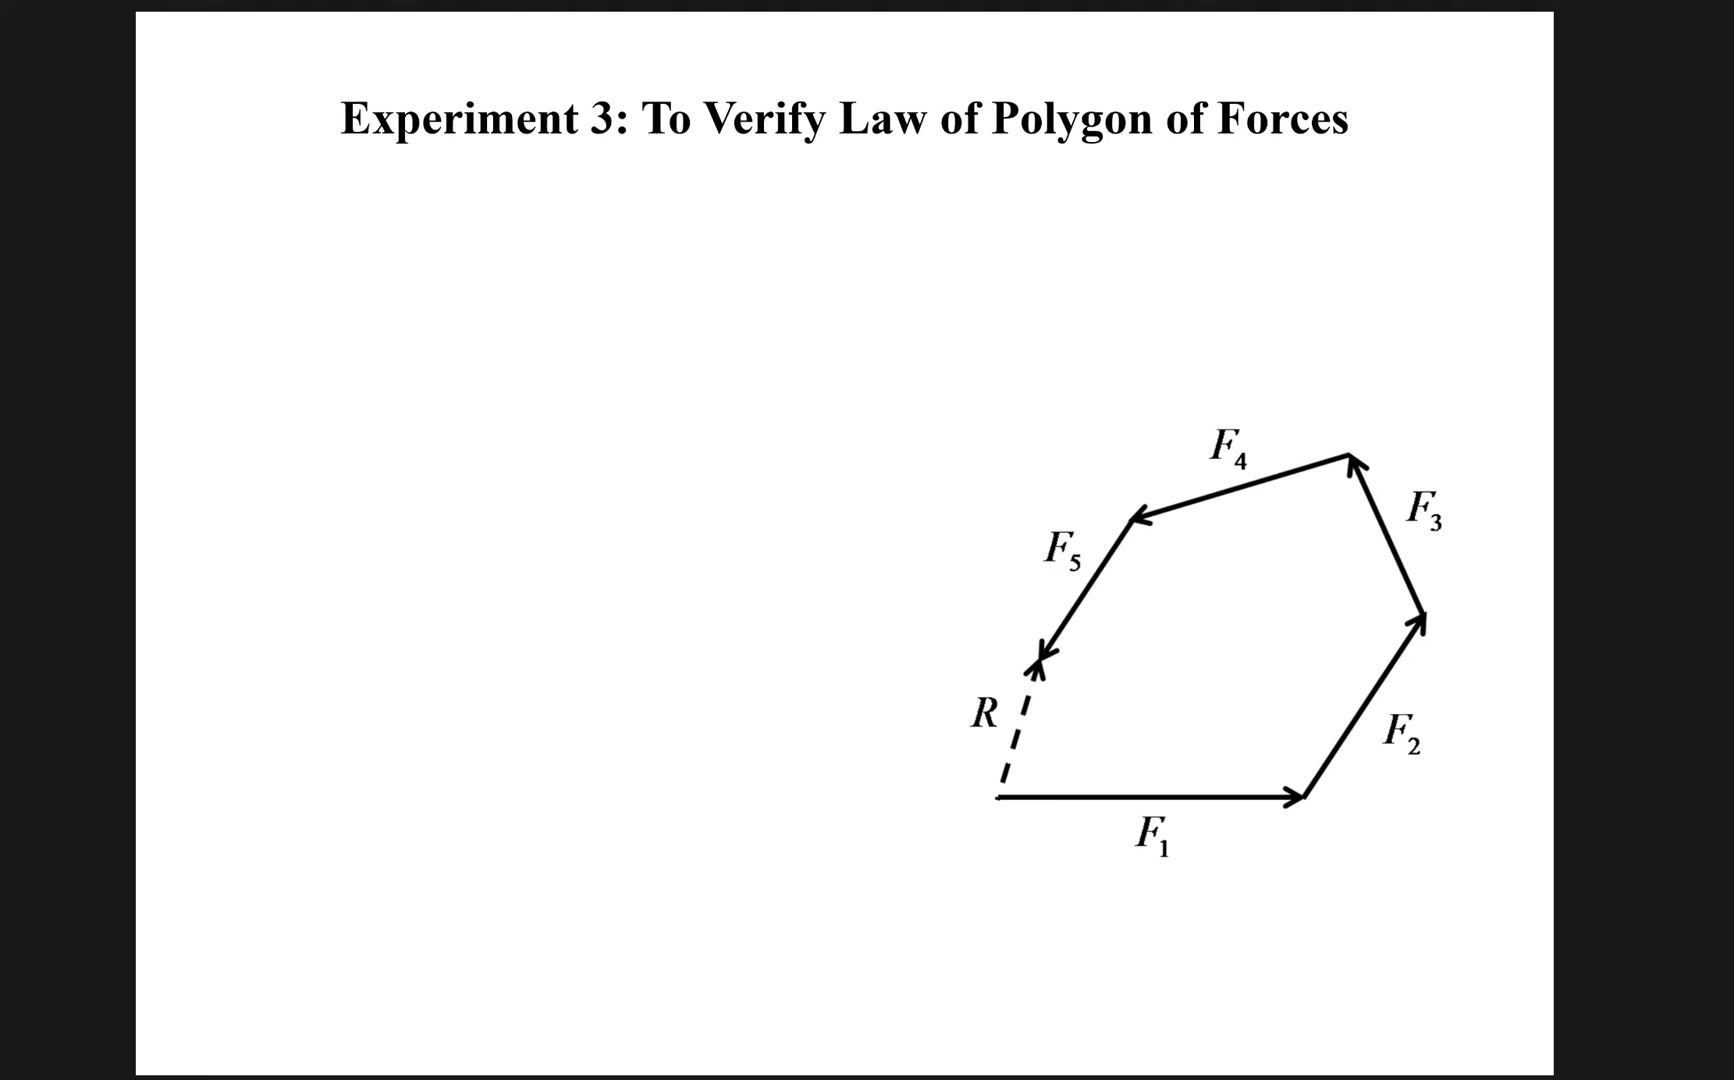 Experiment 3: To Verify Law of Polygon of Forces
F4
F3
F5
R
F2
F1